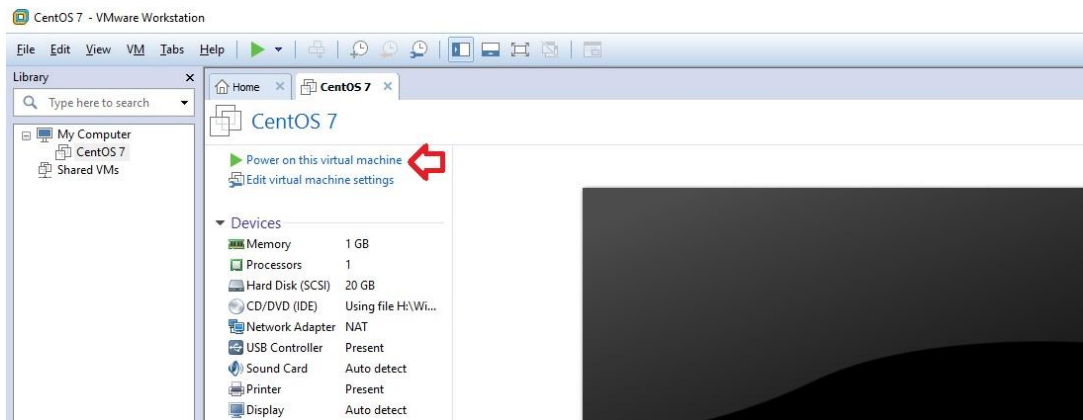 CentOS 7 - VMware Workstation
File Edit View VM Tabs Help
Library
Type here to search
My Computer
CentOS 7
Shared VMs
Home
CentOS 7
CentOS 7
Power on this virtual machine
Edit virtual machine settings
Devices
Memory 1 GB
Processors 1
Hard Disk (SCSI) 20 GB
CD/DVD (IDE) Using file H:\Wi...
Network Adapter NAT
USB Controller Present
Sound Card Auto detect
Printer Present
Display Auto detect